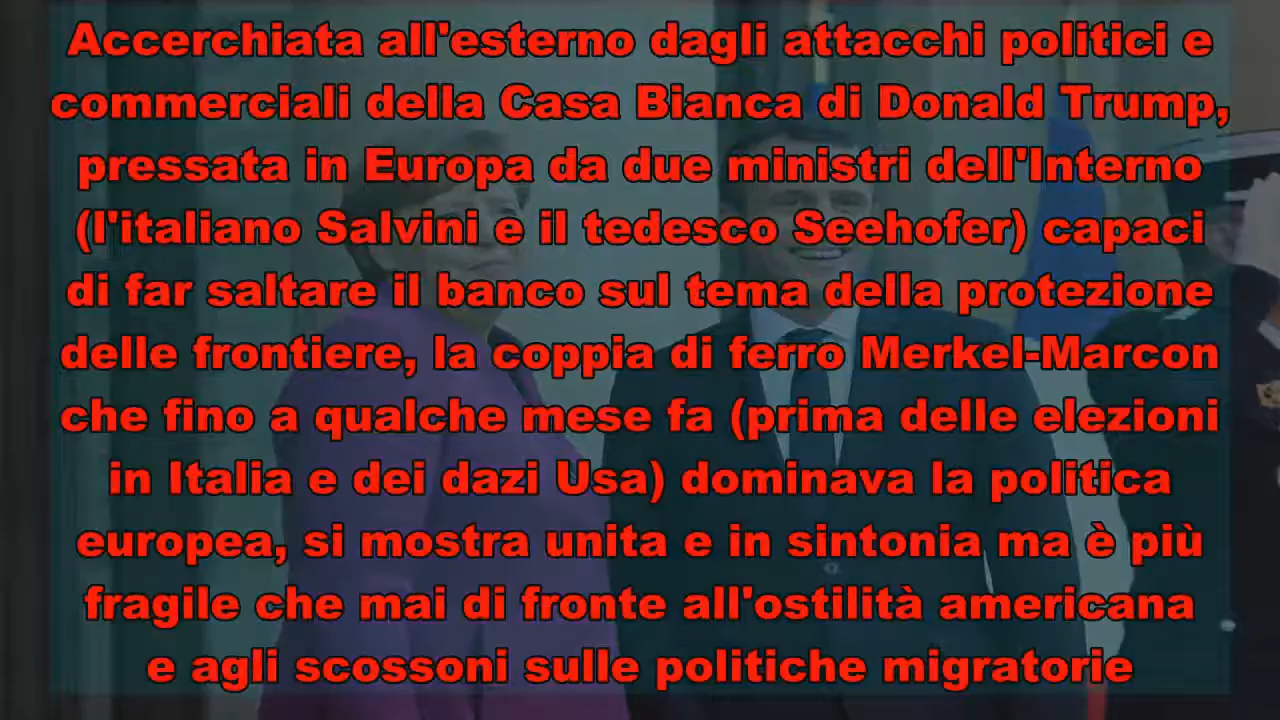 Accerchiata all'esterno dagli attacchi politici e
commerciali della Casa Bianca di Donald Trump,
pressata in Europa da due ministri dell'Interno
(l'italiano Salvini e il tedesco Seehofer) capaci
di far saltare il banco sul tema della protezione
delle frontiere, la coppia di ferro Merkel-Marcon
che fino a qualche mese fa (prima delle elezioni
in Italia e dei dazi Usa) dominava la politica
europea, si mostra unita e in sintonia ma è più
fragile che mai di fronte all'ostilità americana
e agli scossoni sulle politiche migratorie